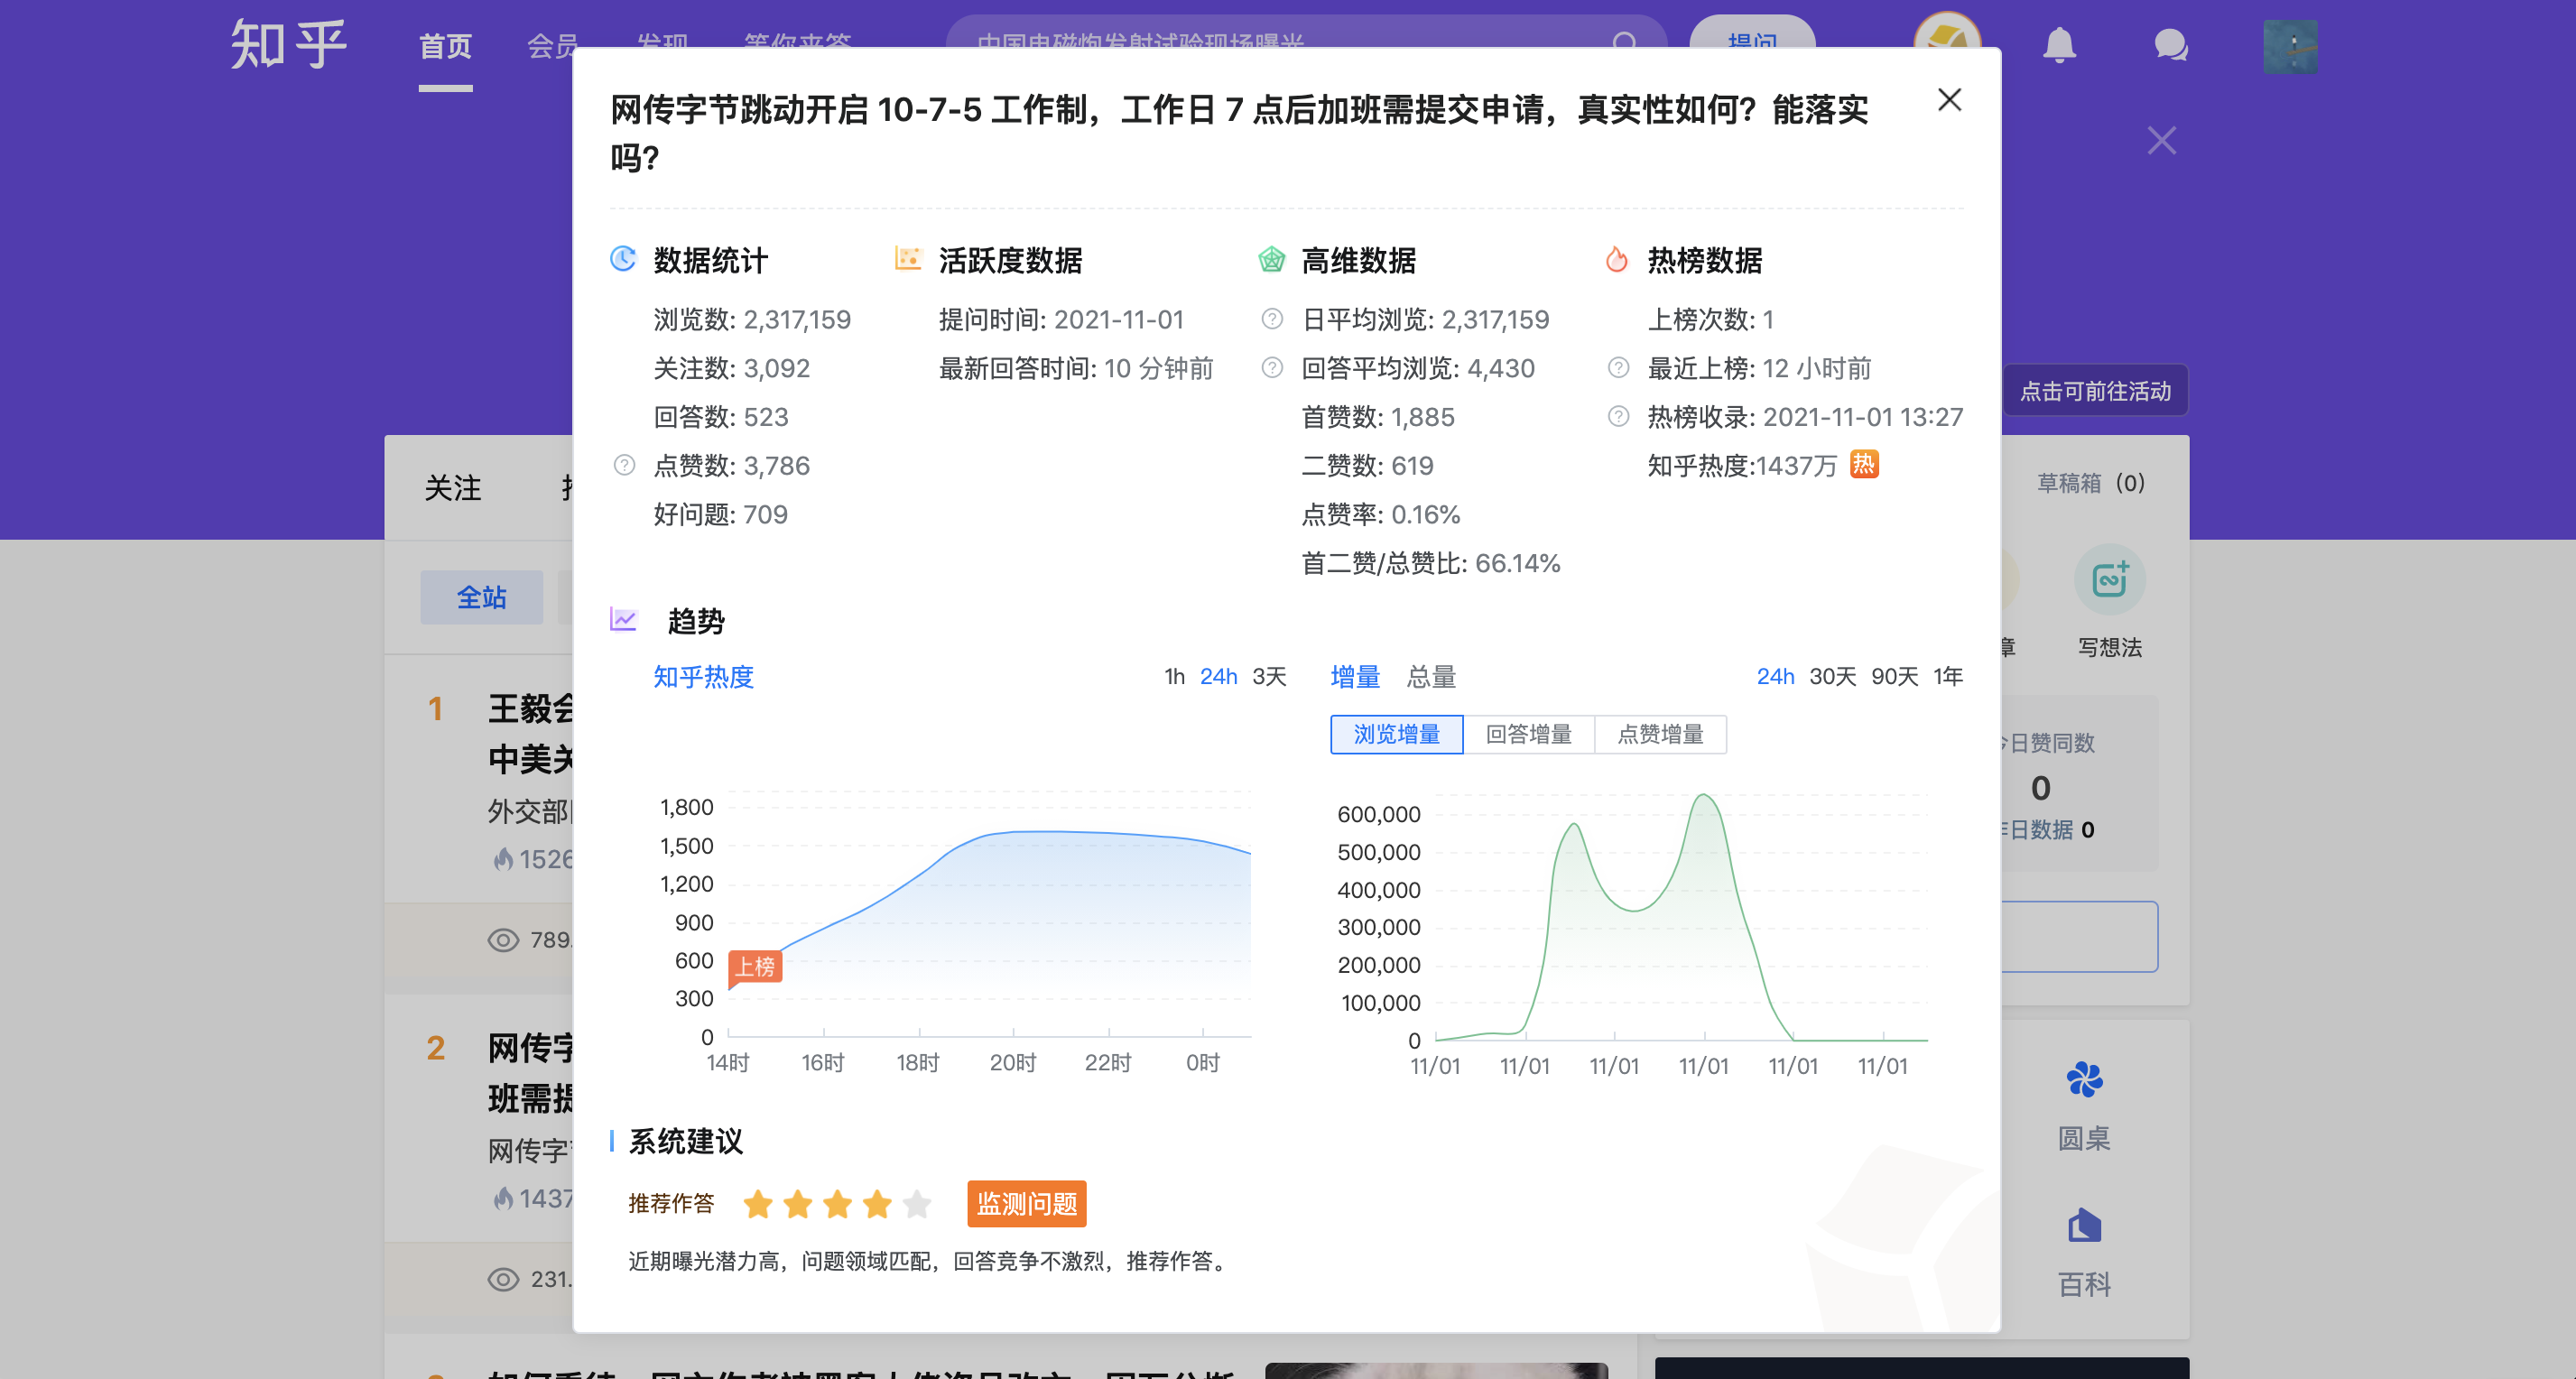 知乎
首页
会员
发现
等你来答
中国电磁炮发射试验现场曝光
提问
网传字节跳动开启 10-7-5 工作制，工作日 7 点后加班需提交申请，真实性如何？能落实
吗？
数据统计
浏览数: 2,317,159
关注数: 3,092
回答数: 523
点赞数: 3,786
好问题: 709
活跃度数据
提问时间: 2021-11-01
最新回答时间: 10 分钟前
高维数据
日平均浏览: 2,317,159
回答平均浏览: 4,430
首赞数: 1,885
二赞数: 619
点赞率: 0.16%
首二赞/总赞比: 66.14%
热榜数据
上榜次数: 1
最近上榜: 12 小时前
热榜收录: 2021-11-01 13:27
知乎热度:1437万 热
趋势
知乎热度
1h 24h 3天
增量 总量
24h 30天 90天 1年
浏览增量 回答增量 点赞增量
1,800
1,500
1,200
900
600
300
0
上榜
14时 16时 18时 20时 22时 0时
600,000
500,000
400,000
300,000
200,000
100,000
0
11/01 11/01 11/01 11/01 11/01 11/01
系统建议
推荐作答
监测问题
近期曝光潜力高，问题领域匹配，回答竞争不激烈，推荐作答。
点击可前往活动
关注
全站
1
王毅会
中美关
外交部
1526
789.
2
网传字
班需提
网传字
1437
231.
草稿箱（0）
章
写想法
今日赞同数
0
昨日数据 0
圆桌
百科